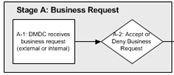 Stage A: Business Request
A-1: DMDC receives
business request
(external or internal)
A-2: Accept or
Deny Business
Request